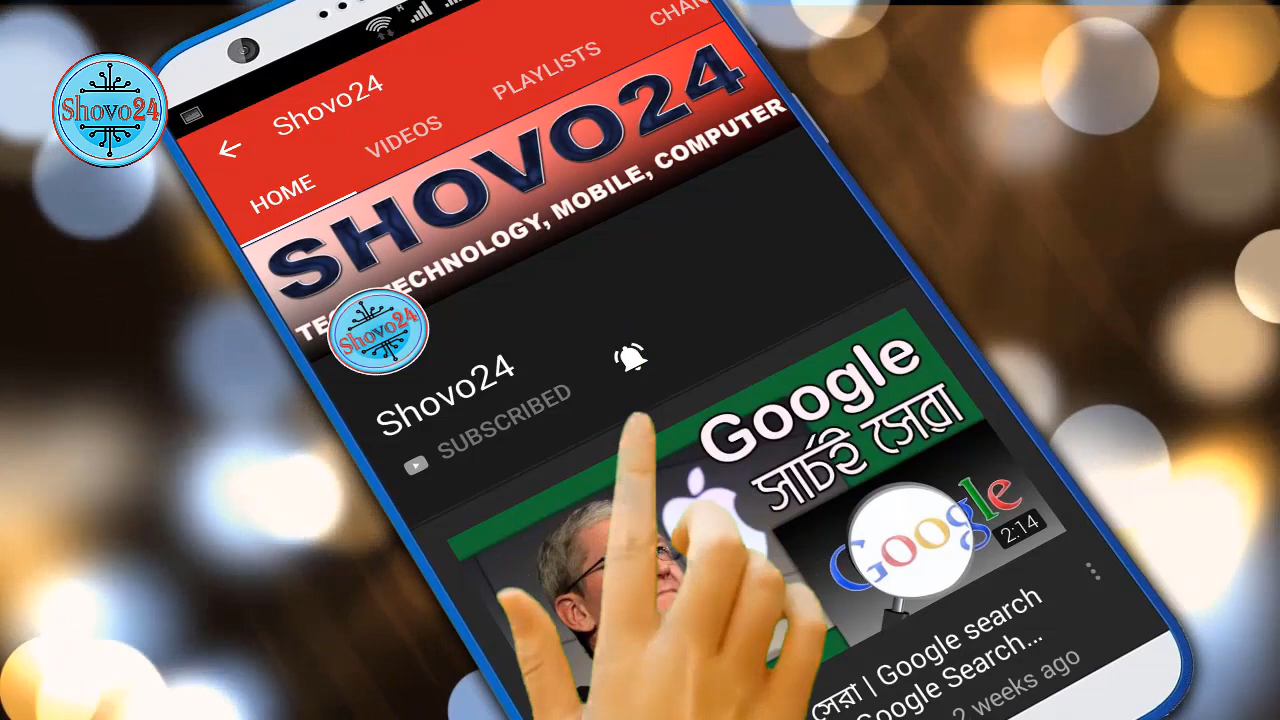 Shovo24
H
Shovo24
HOME
VIDEOS
PLAYLISTS
SHOVO24
TECHNOLOGY, MOBILE, COMPUTER
Shovo24
Shovo24
SUBSCRIBED
Google
সার্চই সেরা
Google
2:14
সেরা | Google search
Google Search...
2 weeks ago